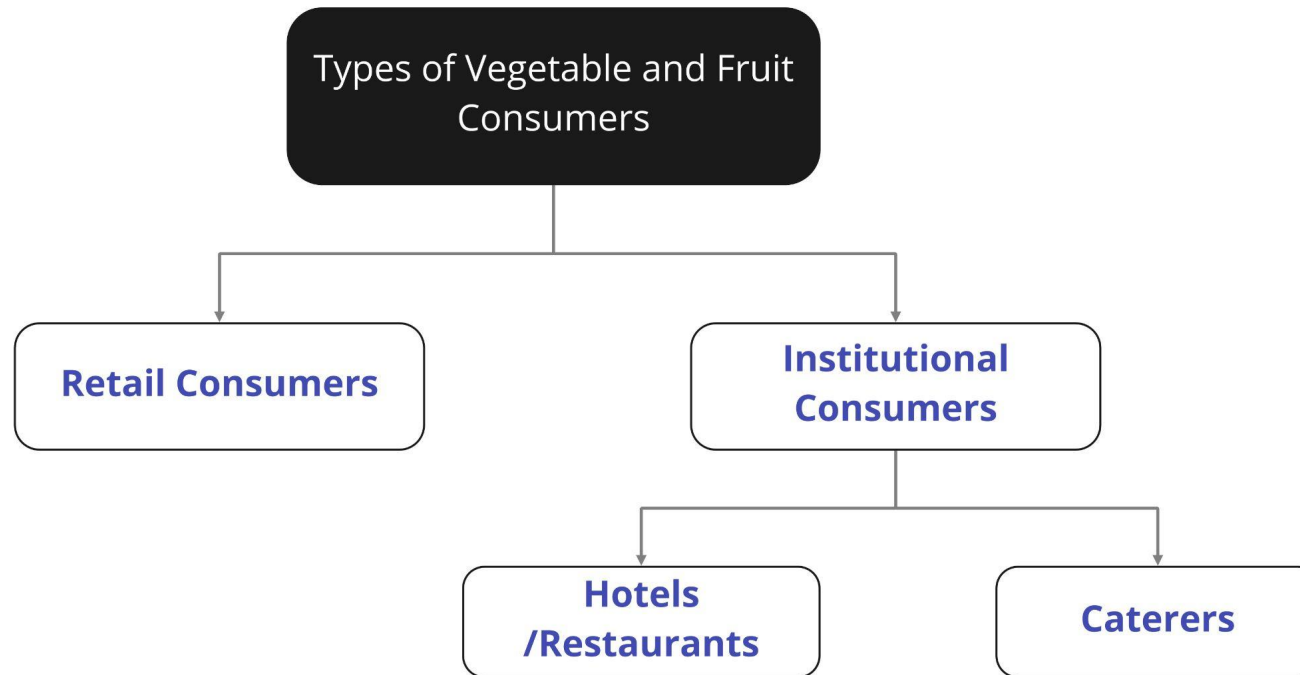 Types of Vegetable and Fruit
Consumers
Retail Consumers
Institutional
Consumers
Hotels
/Restaurants
Caterers